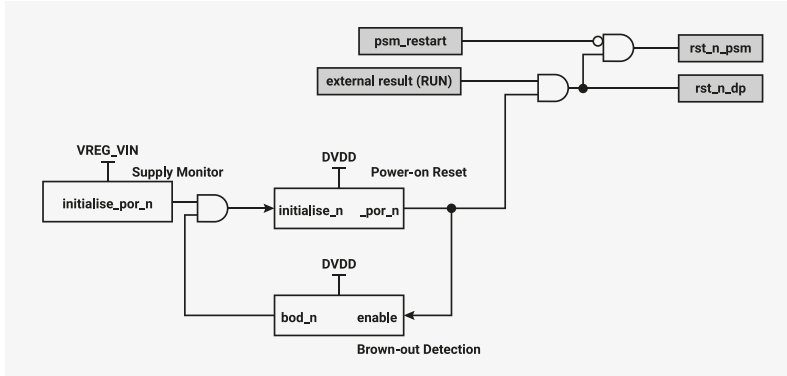 psm_restart
rst_n_psm
external result (RUN)
rst_n_dp
VREG_VIN
Supply Monitor
DVDD
Power-on Reset
initialise_por_n
initialise_n
_por_n
DVDD
bod_n
enable
Brown-out Detection